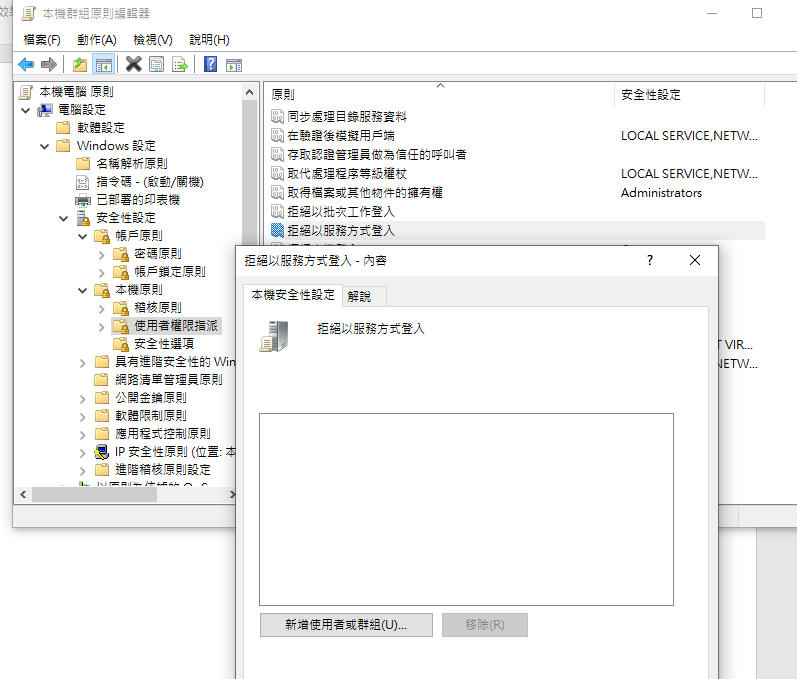 本機群組原則編輯器
檔案(F) 動作(A) 檢視(V) 說明(H)
本機電腦 原則
電腦設定
軟體設定
Windows 設定
名稱解析原則
指令碼 - (啟動/關機)
已部署的印表機
安全性設定
帳戶原則
密碼原則
帳戶鎖定原則
本機原則
稽核原則
使用者權限指派
安全性選項
具有進階安全性的 Win
網路清單管理員原則
公開金鑰原則
軟體限制原則
應用程式控制原則
IP 安全性原則 (位置: 本
進階稽核原則設定
原則 安全性設定
同步處理目錄服務資料
在驗證後模擬用戶端 LOCAL SERVICE,NETW...
存取認證管理員做為信任的呼叫者
取代處理程序等級權杖 LOCAL SERVICE,NETW...
取得檔案或其他物件的擁有權 Administrators
拒絕以批次工作登入
拒絕以服務方式登入
T VIR...
NETW...
拒絕以服務方式登入 - 內容
?
本機安全性設定 解說
拒絕以服務方式登入
新增使用者或群組(U)... 移除(R)